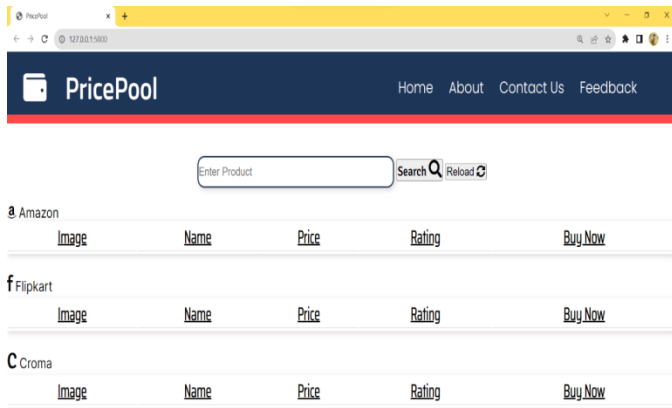 PricePool
127.0.0.1:5000
PricePool Home About Contact Us Feedback
Enter Product Search Reload
a Amazon
Image Name Price Rating Buy Now
f Flipkart
Image Name Price Rating Buy Now
C Croma
Image Name Price Rating Buy Now